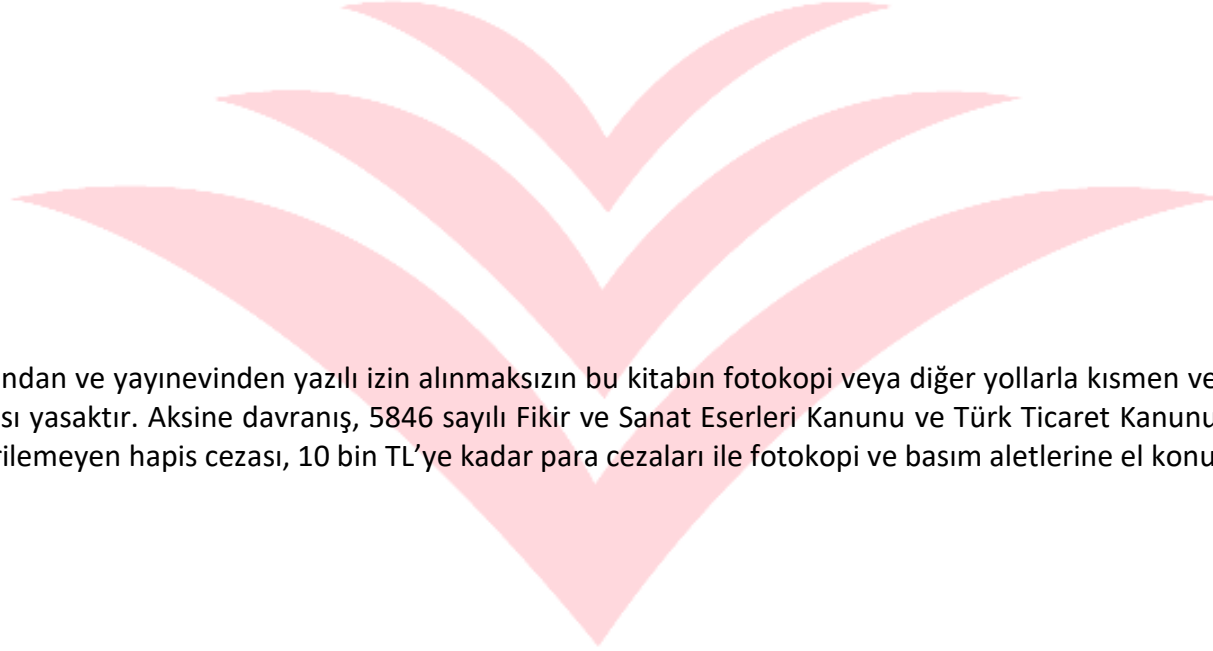 ndan ve yayınevinden yazılı izin alınmaksızın bu kitabın fotokopi veya diğer yollarla kısmen ve
sı yasaktır. Aksine davranış, 5846 sayılı Fikir ve Sanat Eserleri Kanunu ve Türk Ticaret Kanunu
rilemeyen hapis cezası, 10 bin TL’ye kadar para cezaları ile fotokopi ve basım aletlerine el konu